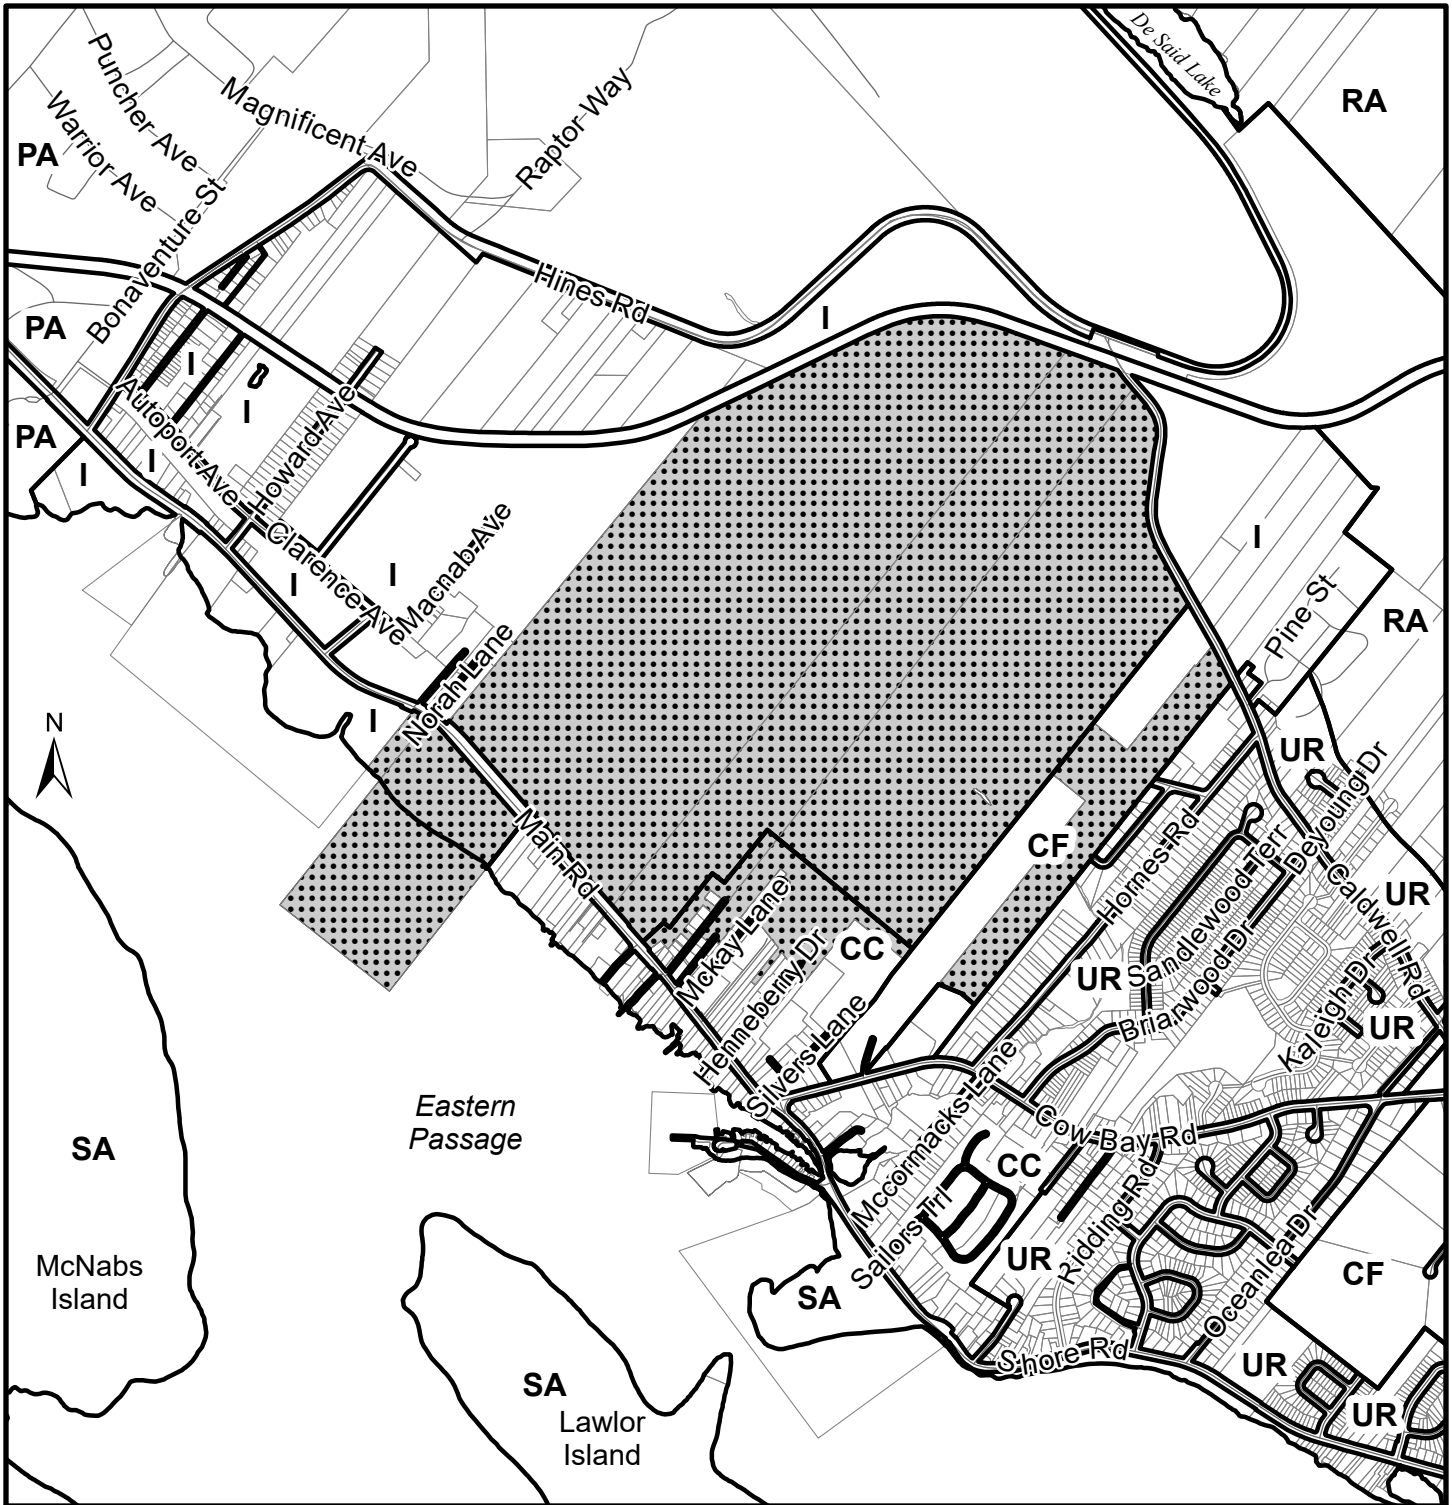 De Said Lake
RA
Puncher Ave
Magnificent Ave
Raptor Way
Warrior Ave
PA
Bonaventure St
Hines Rd
I
PA
I
Autoport Ave
I
Howard Ave
PA
I
I
Clarence Ave
Macnab Ave
I
I
I
Pine St
RA
Norah Lane
I
N
UR
Deyoung Dr
Main Rd
CF
Hornes Rd
Sandlewood Terr
Caldwell Rd
UR
Mckay Lane
Henneberry Dr
CC
UR
Briarwood Dr
Kaleigh Dr
UR
Silvers Lane
Mccormacks Lane
Eastern
Passage
SA
Cow Bay Rd
CC
Sailors Trl
Ridding Rd
McNabs
Island
UR
Oceanlea Dr
CF
SA
Shore Rd
UR
SA
Lawlor
Island
UR